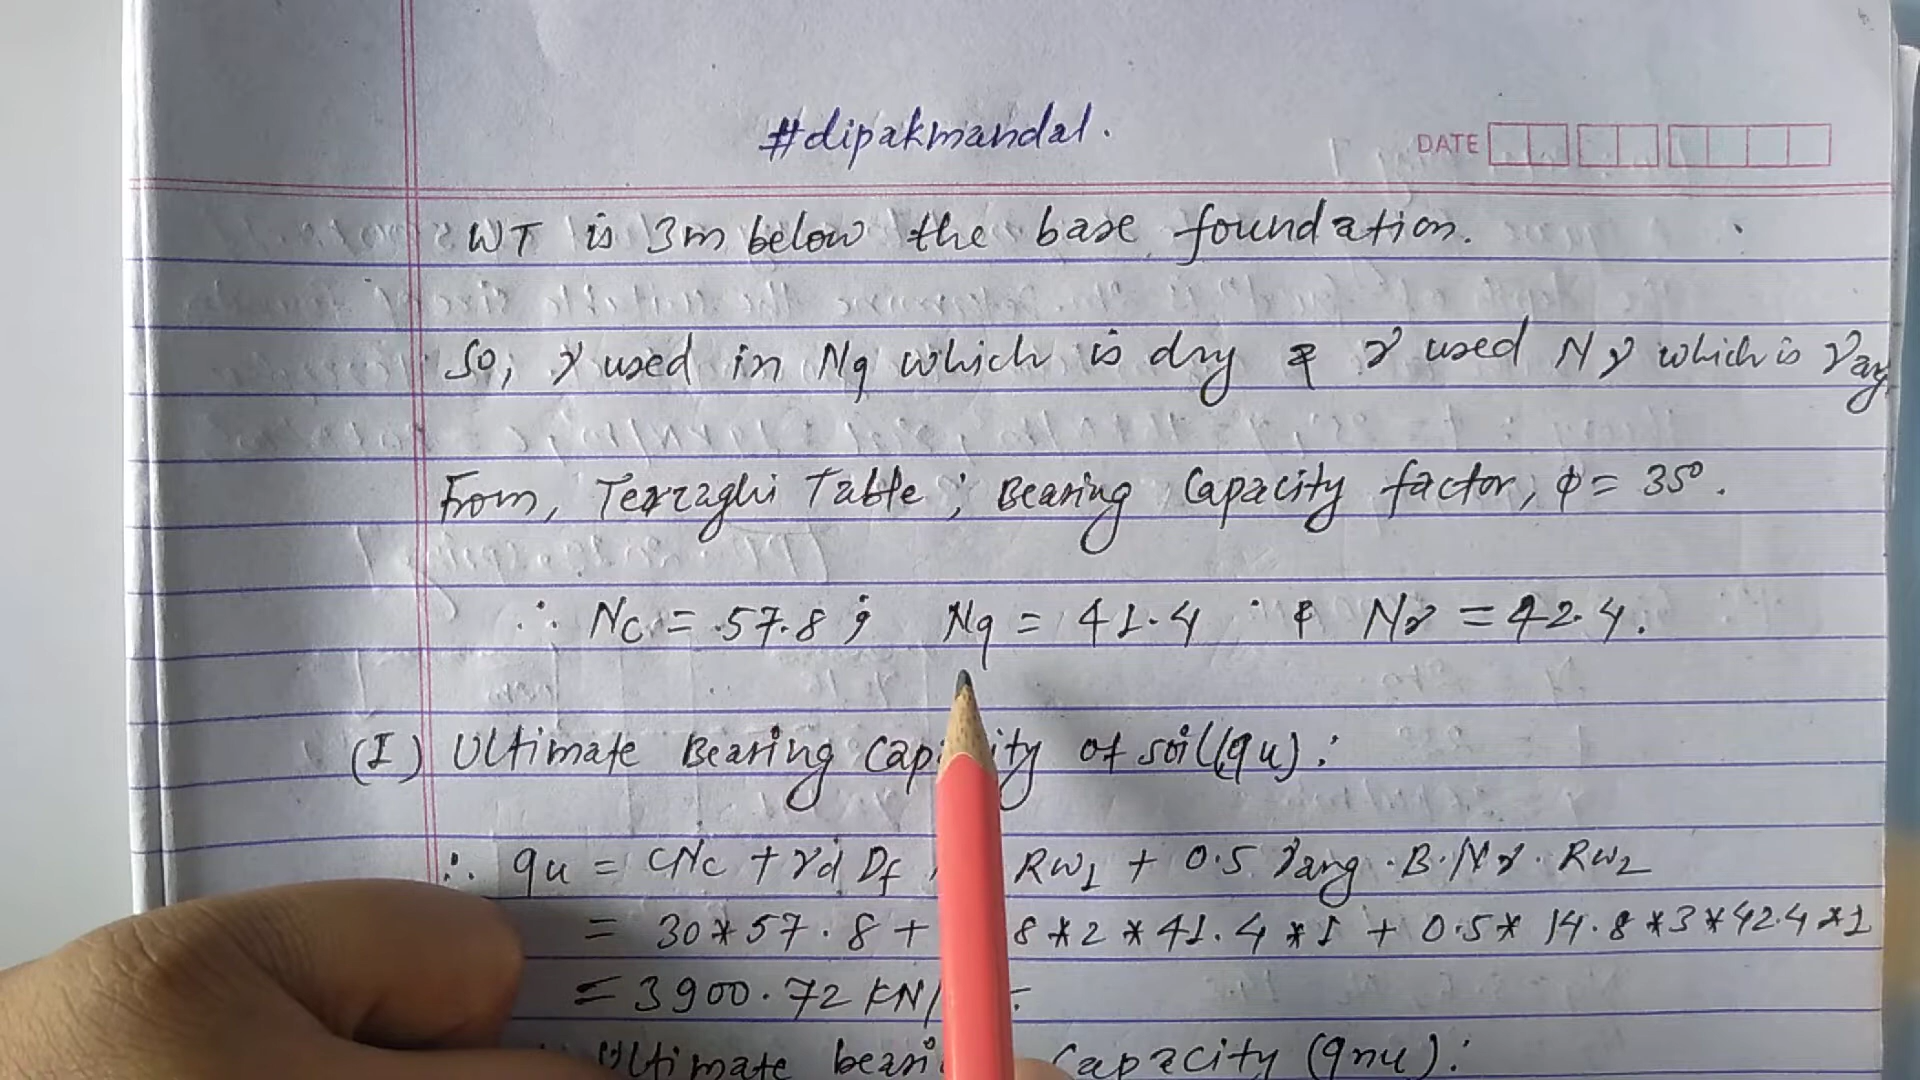 #dipakmandal.
DATE
WT is 3m below the base foundation.
So, γ used in Nq which is dry & γ used Nγ which is γavg
From, Terzaghi Table; Bearing Capacity factor, φ = 35°.
∴ Nc = 57.8; Nq = 41.4 & Nγ = 42.4.
(I) Ultimate Bearing Capacity of soil(qu):
∴ qu = CNc + γd Df RW1 + 0.5 γavg · B · Nγ · RW2
= 30*57.8 + 8*2*41.4*1 + 0.5*14.8*3*42.4*1
= 3900.72 KN/
Ultimate Capacity (qnu):